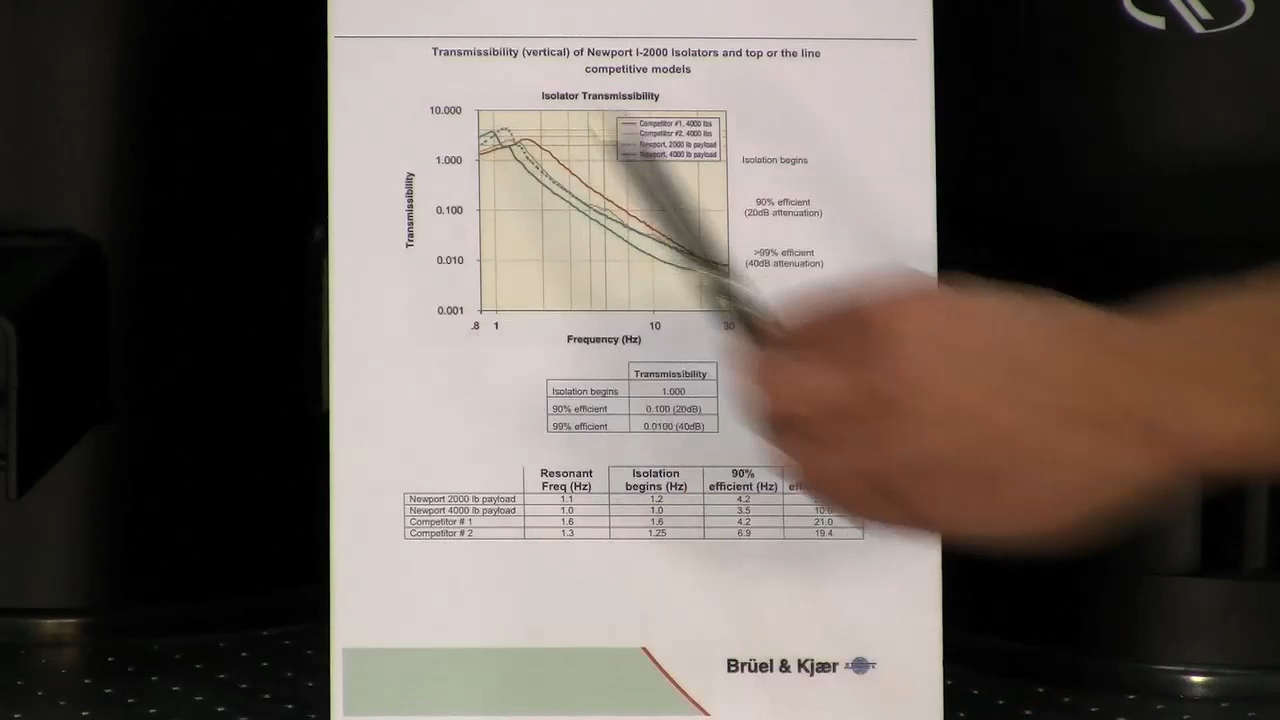 Transmissibility (vertical) of Newport I-2000 Isolators and top or the line
competitive models
Isolator Transmissibility
10.000
1.000
0.100
0.010
0.001
Transmissibility
Competitor #1, 4000 lbs
Competitor #2, 4000 lbs
Newport, 2000 lb payload
Newport, 4000 lb payload
Isolation begins
90% efficient
(20dB attenuation)
>99% efficient
(40dB attenuation)
.8 1 10 30
Frequency (Hz)
Transmissibility
Isolation begins 1.000
90% efficient 0.100 (20dB)
99% efficient 0.0100 (40dB)
Resonant Isolation 90%
Freq (Hz) begins (Hz) efficient (Hz)
Newport 2000 lb payload 1.1 1.2 4.2
Newport 4000 lb payload 1.0 1.0 3.5 10.0
Competitor # 1 1.6 1.6 4.2 21.0
Competitor # 2 1.3 1.25 6.9 19.4
Brüel & Kjær